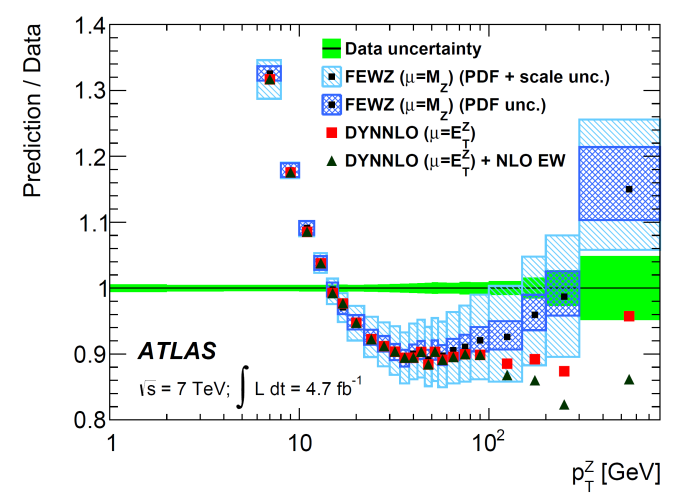 Prediction / Data
1.4
1.3
1.2
1.1
1
0.9
0.8
Data uncertainty
FEWZ (μ=M_Z) (PDF + scale unc.)
FEWZ (μ=M_Z) (PDF unc.)
DYNNLO (μ=E_T^Z)
DYNNLO (μ=E_T^Z) + NLO EW
ATLAS
√s = 7 TeV; ∫ L dt = 4.7 fb⁻¹
1 10 10²
p_T^Z [GeV]